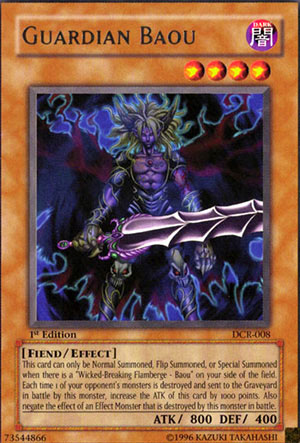 GUARDIAN BAOU
DARK
闇
1st Edition
DCR-008
[FIEND/EFFECT]
This card can only be Normal Summoned, Flip Summoned, or Special Summoned
when there is a "Wicked-Breaking Flamberge - Baou" on your side of the field.
Each time 1 of your opponent's monsters is destroyed and sent to the Graveyard
in battle by this monster, increase the ATK of this card by 1000 points. Also
negate the effect of an Effect Monster that is destroyed by this monster in battle.
ATK/ 800 DEF/ 400
73544866
©1996 KAZUKI TAKAHASHI